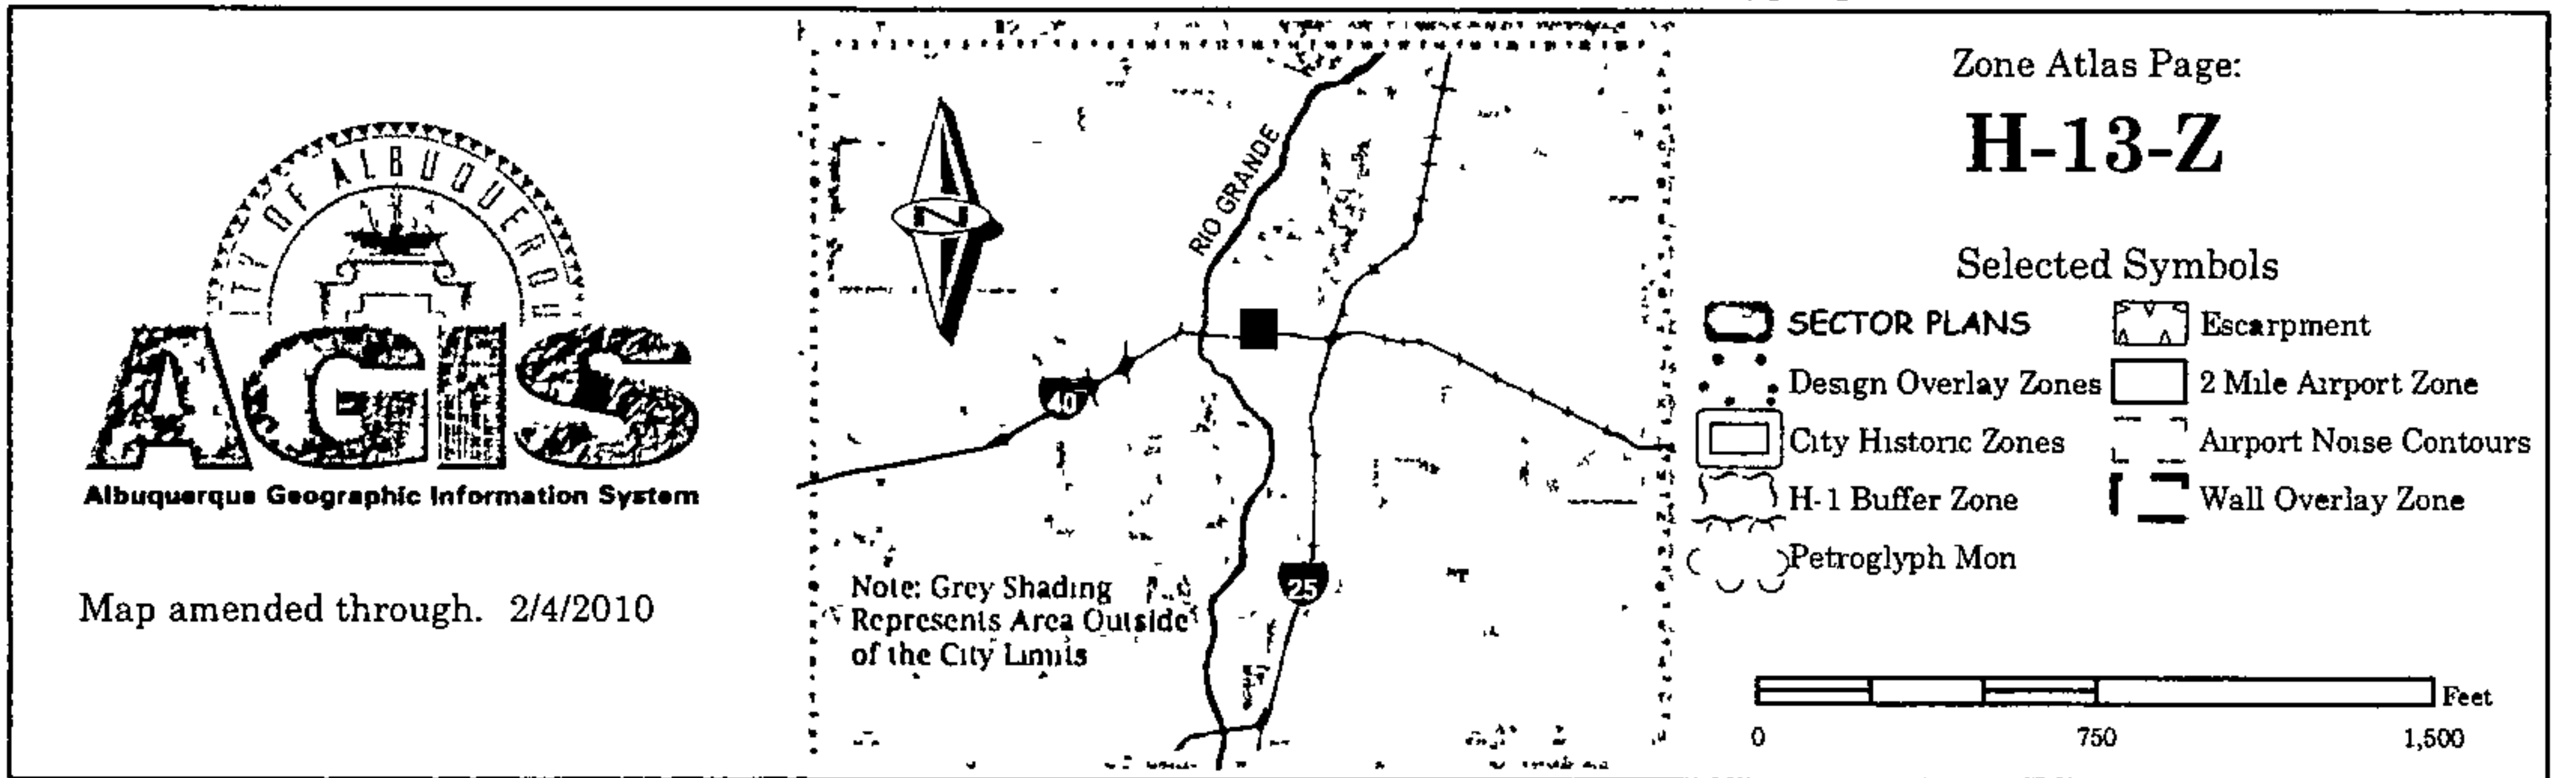 CITY OF ALBUQUERQUE
AGIS
Albuquerque Geographic Information System
Map amended through. 2/4/2010
N
RIO GRANDE
40
25
Note: Grey Shading
Represents Area Outside
of the City Limits
Zone Atlas Page:
H-13-Z
Selected Symbols
SECTOR PLANS
Escarpment
Design Overlay Zones
2 Mile Airport Zone
City Historic Zones
Airport Noise Contours
H-1 Buffer Zone
Wall Overlay Zone
Petroglyph Mon
Feet
0 750 1,500